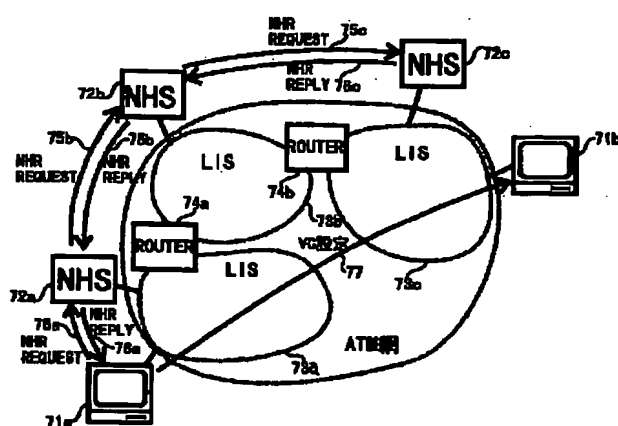 NHR
REQUEST
75c
NHR
REPLY
76c
NHS
72c
72b
NHS
75b
76b
NHR
REQUEST
NHR
REPLY
LIS
ROUTER
LIS
74b
73b
71b
74a
ROUTER
VC設定
77
LIS
73c
NHS
72a
ATM網
NHR
REPLY
75a
76a
NHR
REQUEST
73a
71a